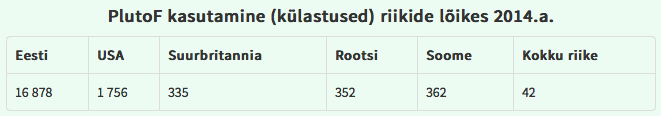 PlutoF kasutamine (külastused) riikide lõikes 2014.a.
Eesti USA Suurbritannia Rootsi Soome Kokku riike
16 878 1 756 335 352 362 42